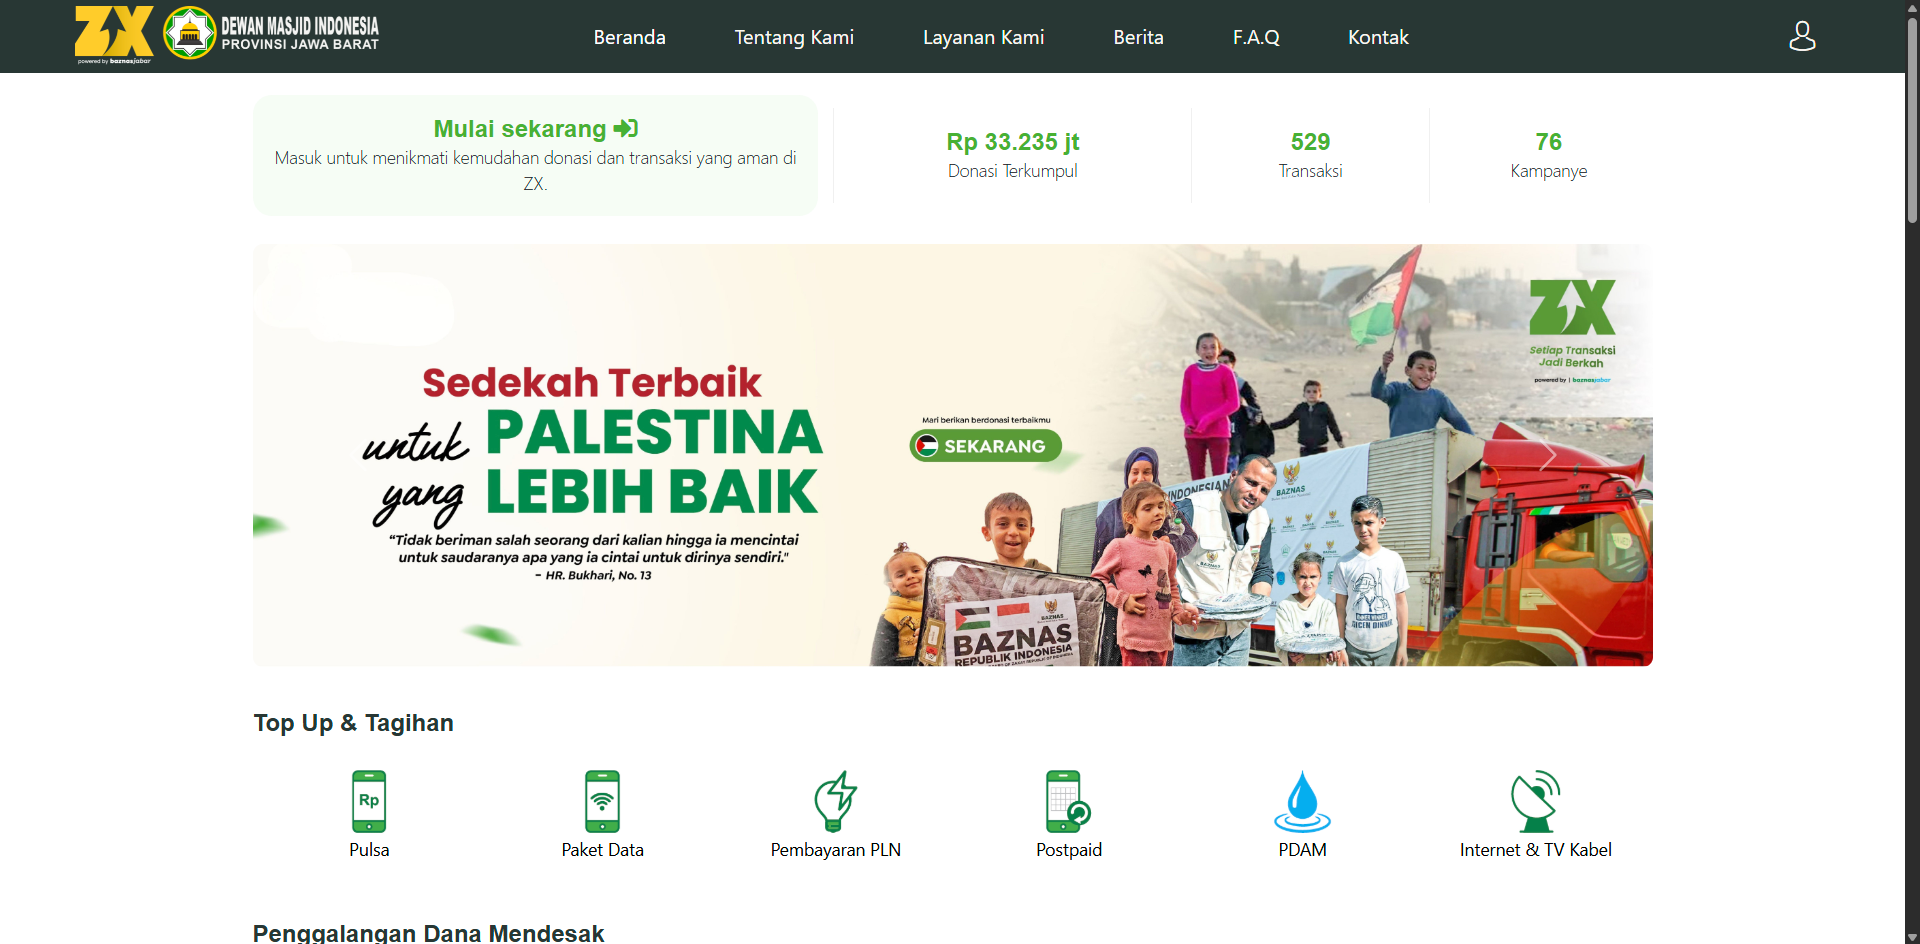 ZX
powered by baznasjabar
DEWAN MASJID INDONESIA
PROVINSI JAWA BARAT
Beranda
Tentang Kami
Layanan Kami
Berita
F.A.Q
Kontak
Mulai sekarang
Masuk untuk menikmati kemudahan donasi dan transaksi yang aman di
ZX.
Rp 33.235 jt
Donasi Terkumpul
529
Transaksi
76
Kampanye
Sedekah Terbaik
untuk PALESTINA
yang LEBIH BAIK
“Tidak beriman salah seorang dari kalian hingga ia mencintai
untuk saudaranya apa yang ia cintai untuk dirinya sendiri."
- HR. Bukhari, No. 13
Mari berikan berdonasi terbaikmu
SEKARANG
ZX
Setiap Transaksi
Jadi Berkah
powered by | baznasjabar
INDONESIAN
BAZNAS
BAZNAS
BAZNAS
REPUBLIK INDONESIA
Top Up & Tagihan
Rp
Pulsa
Paket Data
Pembayaran PLN
Postpaid
PDAM
Internet & TV Kabel
Penggalangan Dana Mendesak